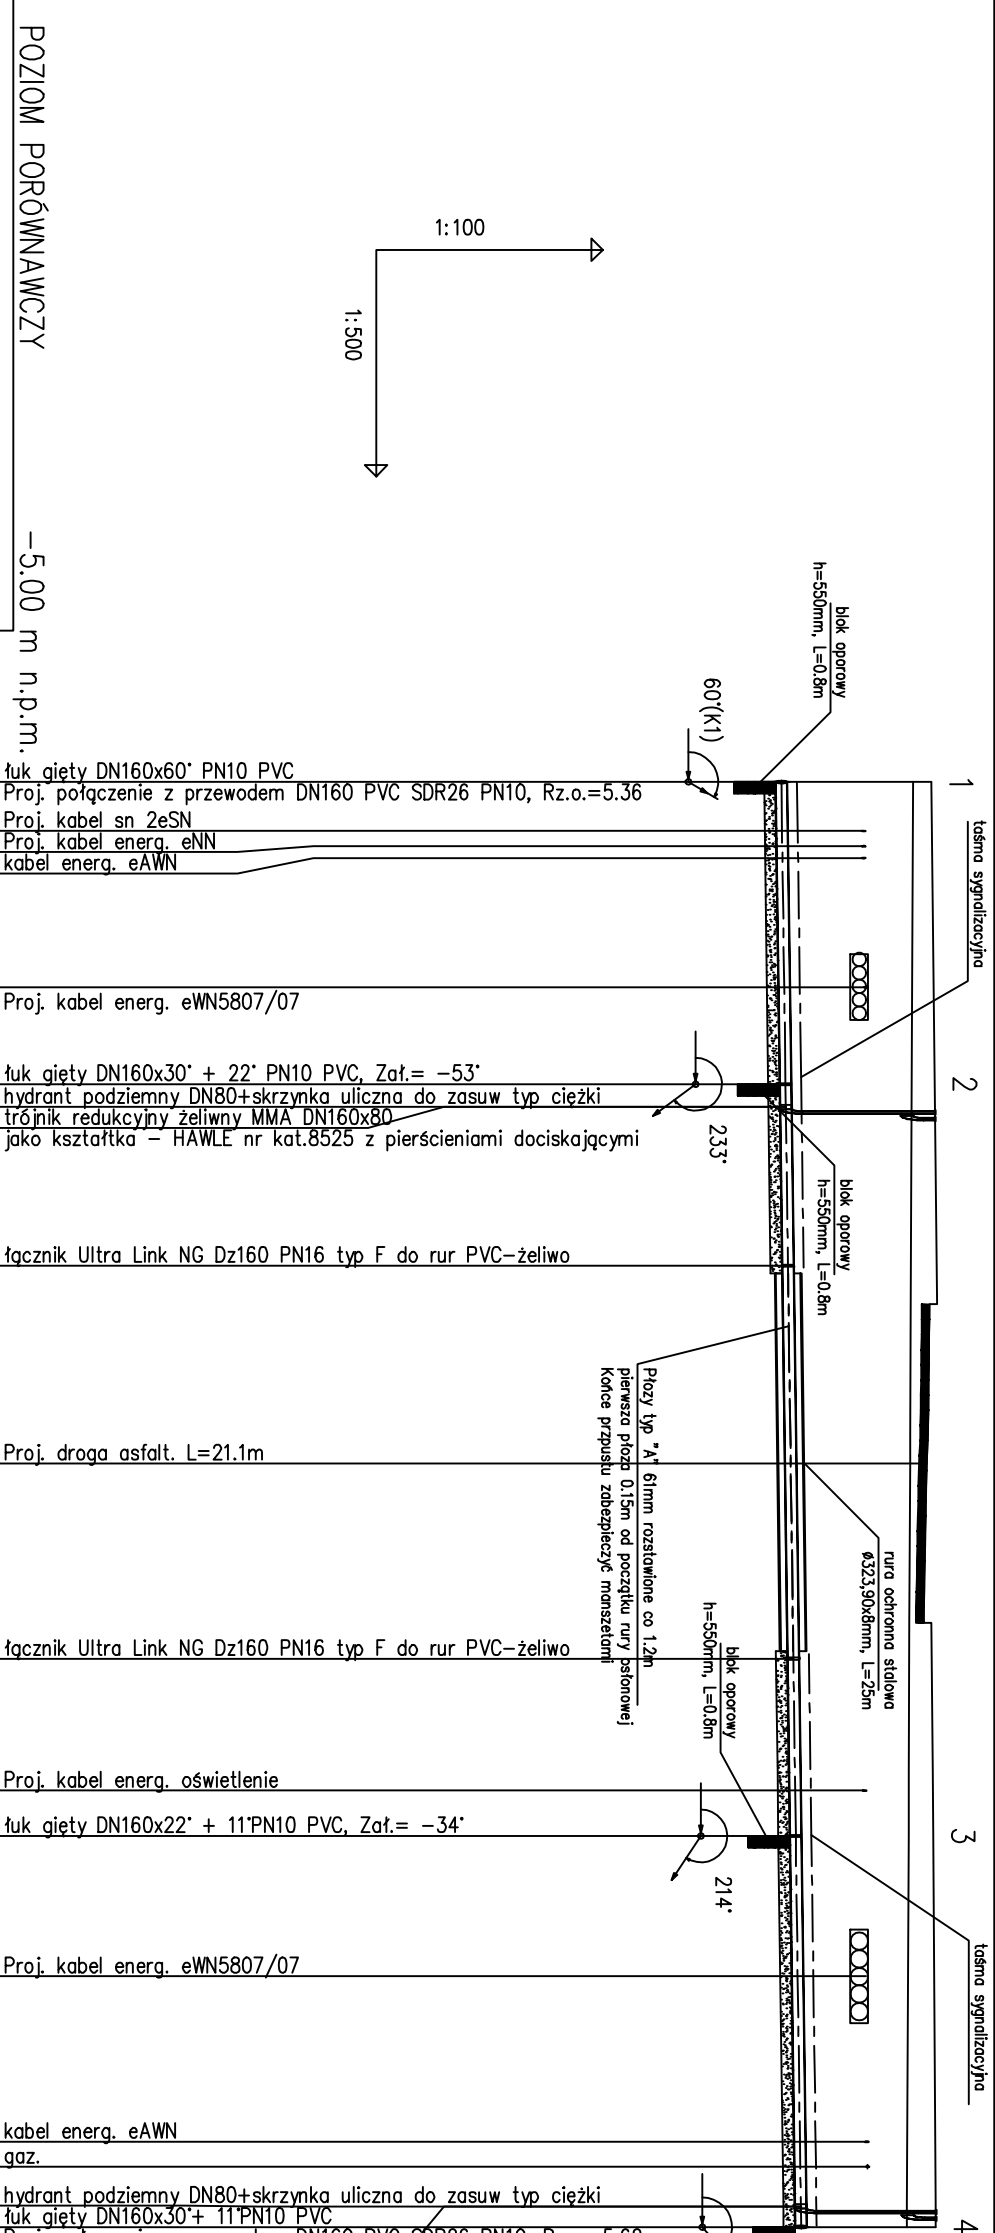 POZIOM PORÓWNAWCZY
-5.00 m n.p.m.
1:100
1:500
blok oporowy
h=550mm, L=0.8m
60°(K1)
1
taśma sygnalizacyjna
łuk gięty DN160x60° PN10 PVC
Proj. połączenie z przewodem DN160 PVC SDR26 PN10, Rz.o.=5.36
Proj. kabel sn 2eSN
Proj. kabel energ. eNN
kabel energ. eAWN
Proj. kabel energ. eWN5807/07
2
łuk gięty DN160x30° + 22° PN10 PVC, Zał.= -53°
hydrant podziemny DN80+skrzynka uliczna do zasuw typ ciężki
trójnik redukcyjny żeliwny MMA DN160x80
jako kształtka - HAWLE nr kat.8525 z pierścieniami dociskającymi
233°
blok oporowy
h=550mm, L=0.8m
łącznik Ultra Link NG Dz160 PN16 typ F do rur PVC-żeliwo
Płozy typ "A" 61mm rozstawione co 1.2m
pierwsza płoza 0.15m od początku rury osłonowej
Końce przpustu zabezpieczyć manszetami
Proj. droga asfalt. L=21.1m
rura ochronna stalowa
ø323,90x8mm, L=25m
łącznik Ultra Link NG Dz160 PN16 typ F do rur PVC-żeliwo
blok oporowy
h=550mm, L=0.8m
Proj. kabel energ. oświetlenie
3
łuk gięty DN160x22° + 11°PN10 PVC, Zał.= -34°
214°
taśma sygnalizacyjna
Proj. kabel energ. eWN5807/07
kabel energ. eAWN
gaz.
hydrant podziemny DN80+skrzynka uliczna do zasuw typ ciężki
łuk gięty DN160x30°+ 11°PN10 PVC
4